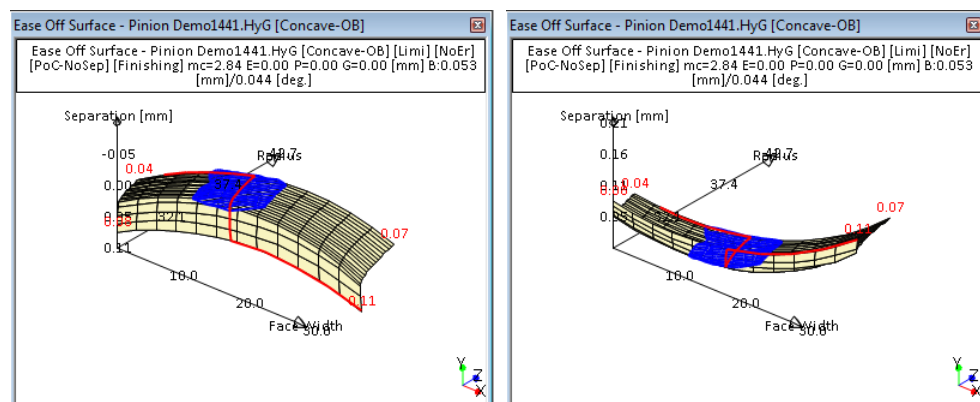 Ease Off Surface - Pinion Demo1441.HyG [Concave-OB]
Ease Off Surface - Pinion Demo1441.HyG [Concave-OB] [Limi] [NoEr]
[PoC-NoSep] [Finishing] mc=2.84 E=0.00 P=0.00 G=0.00 [mm] B:0.053
[mm]/0.044 [deg.]
Separation [mm]
-0.05
Radius
0.04
37.4
0.07
0.11
10.0
20.0
0.11
Face Width
30.0
Y
Z
X
Ease Off Surface - Pinion Demo1441.HyG [Concave-OB]
Ease Off Surface - Pinion Demo1441.HyG [Concave-OB] [Limi] [NoEr]
[PoC-NoSep] [Finishing] mc=2.84 E=0.00 P=0.00 G=0.00 [mm] B:0.053
[mm]/0.044 [deg.]
Separation [mm]
0.16
Radius
0.04
37.4
0.07
0.11
10.0
20.0
Face Width
30.0
Y
Z
X